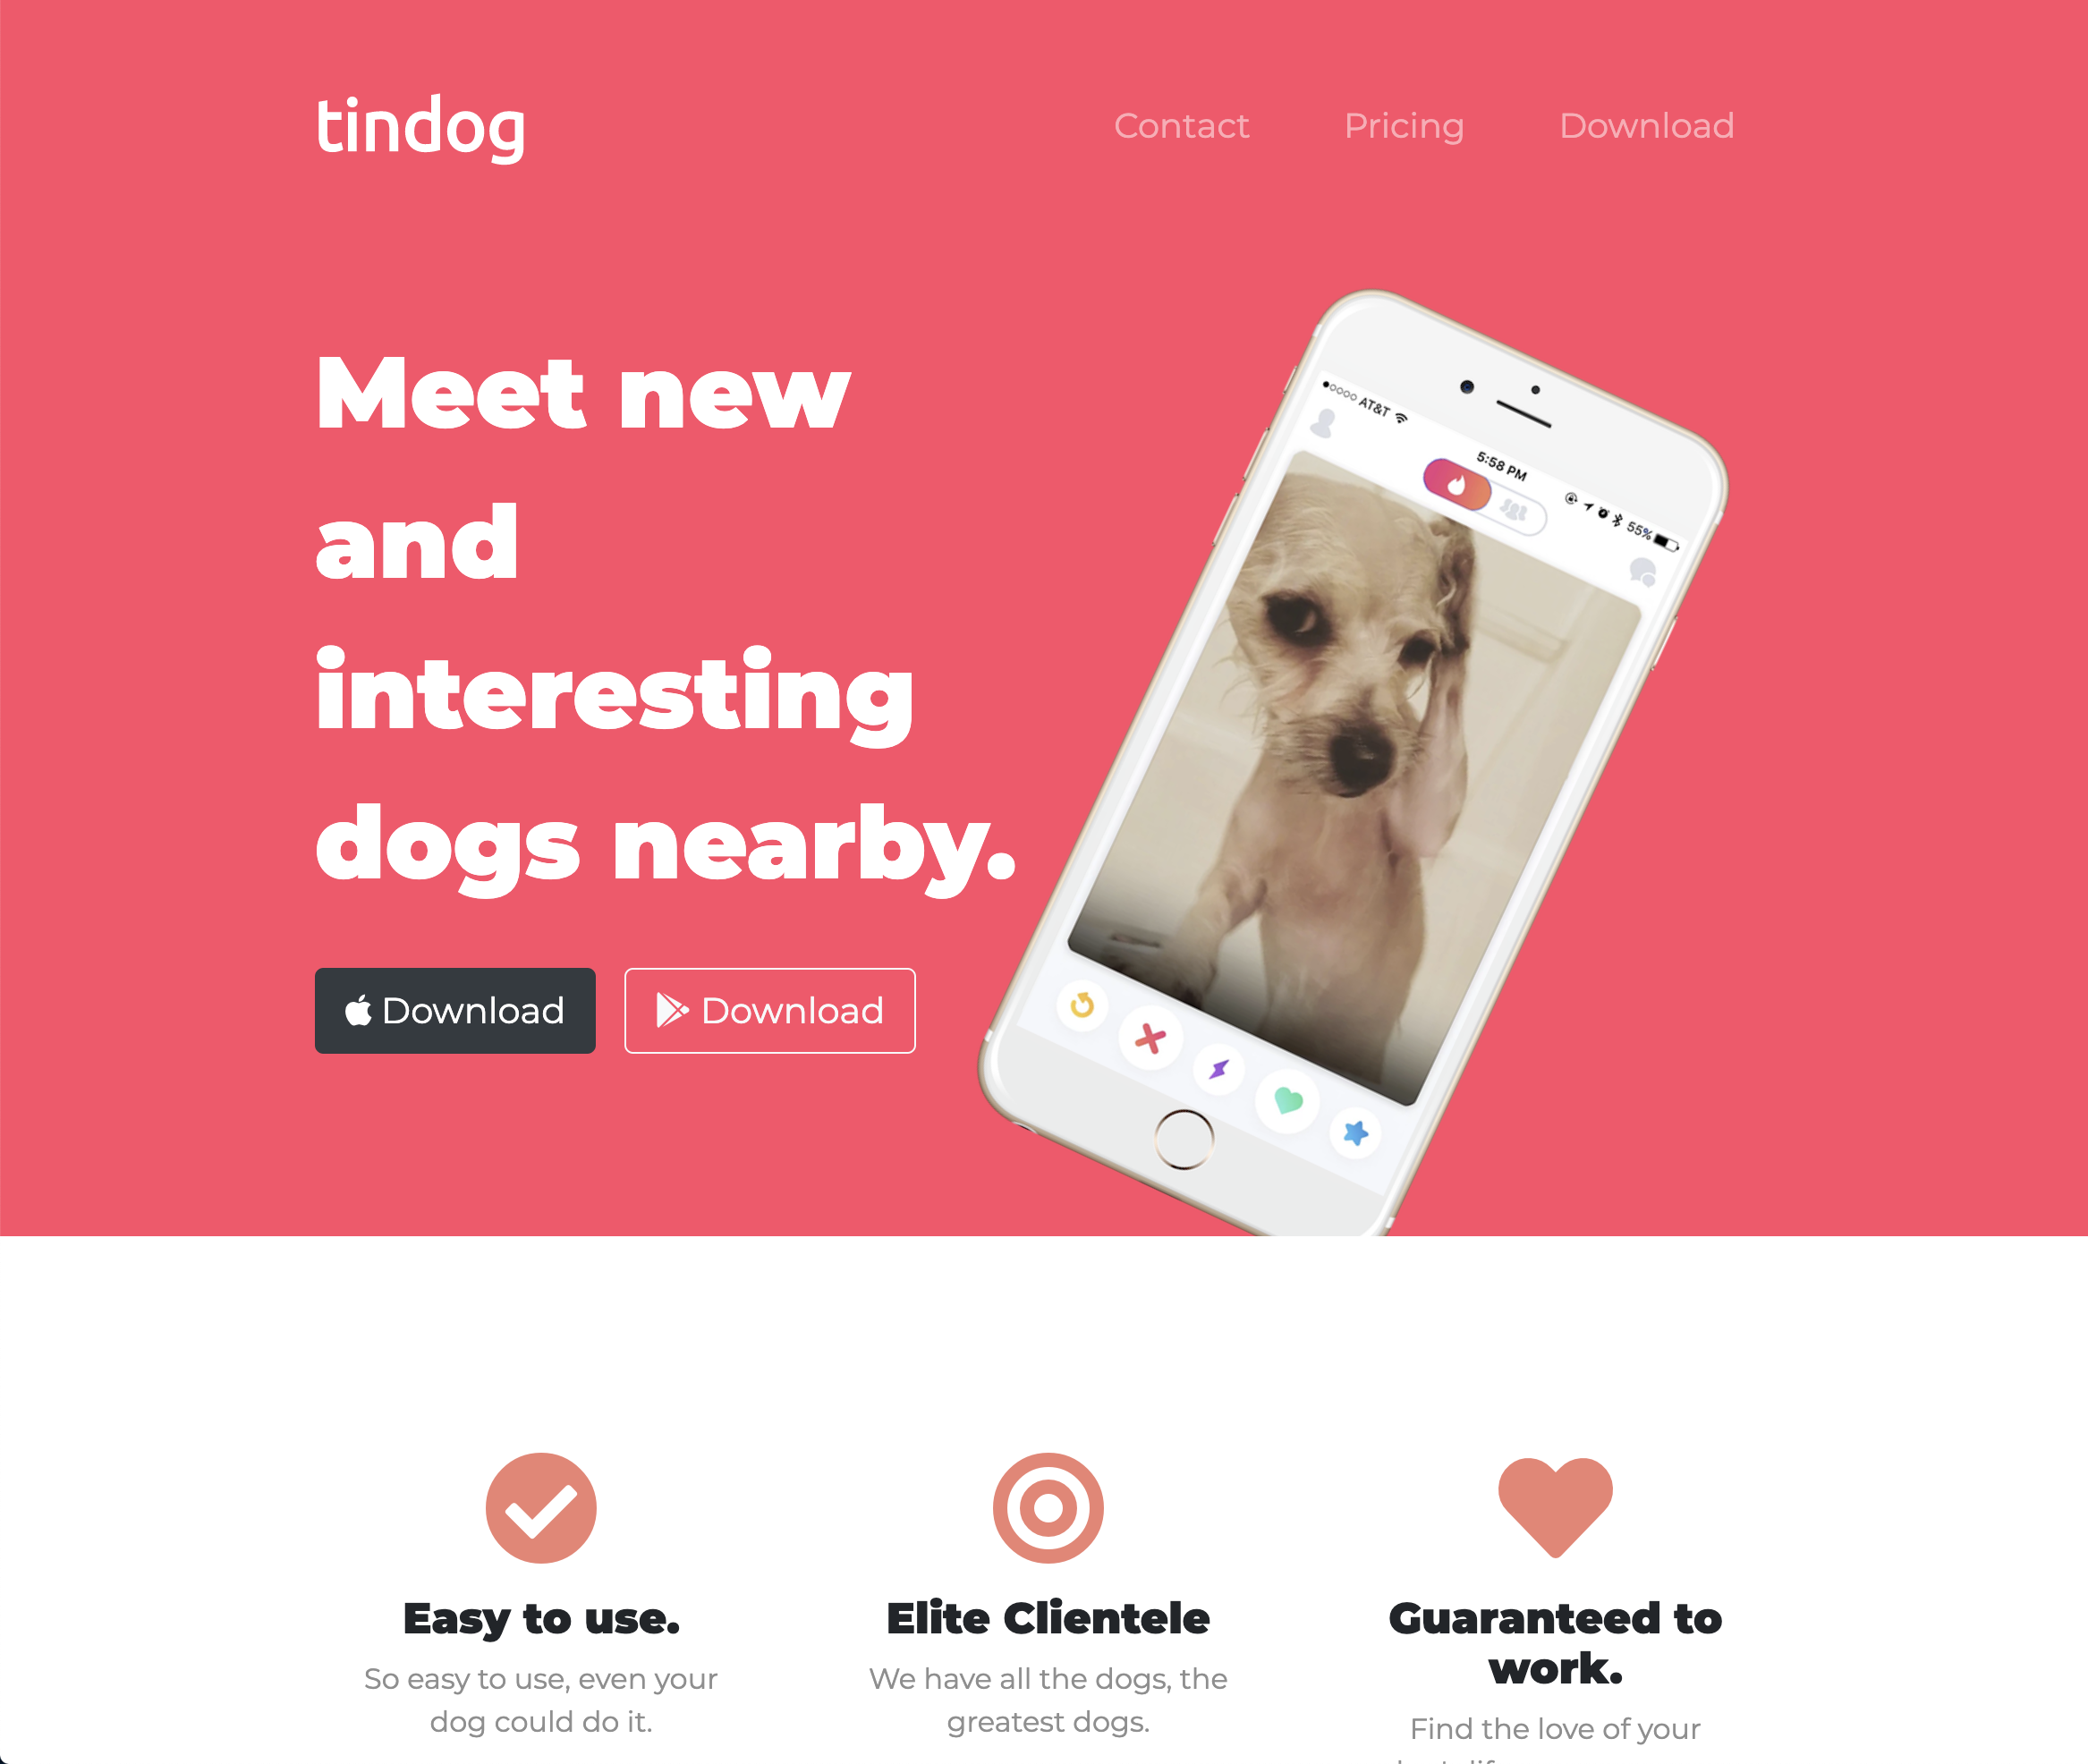 tindog
Contact
Pricing
Download
Meet new
and
interesting
dogs nearby.
Download
Download
AT&T
5:58 PM
55%
Easy to use.
So easy to use, even your
dog could do it.
Elite Clientele
We have all the dogs, the
greatest dogs.
Guaranteed to
work.
Find the love of your